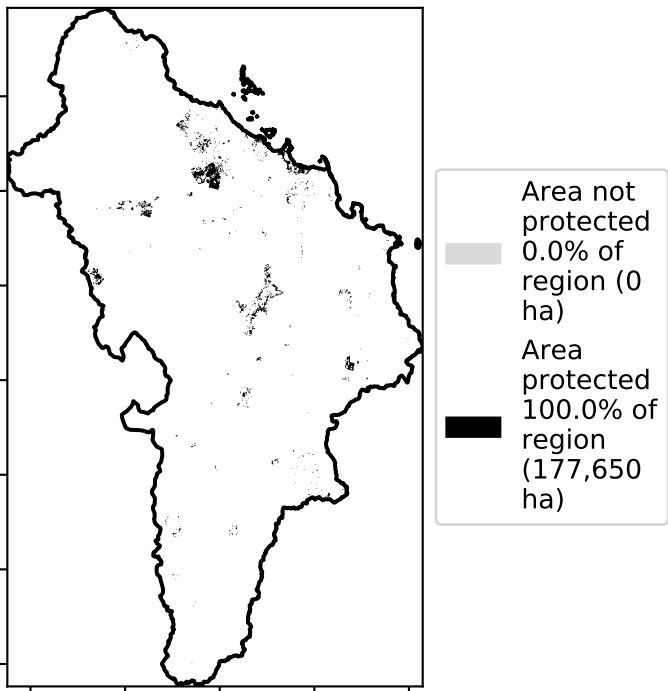 Area not
protected
0.0% of
region (0
ha)
Area
protected
100.0% of
region
(177,650
ha)